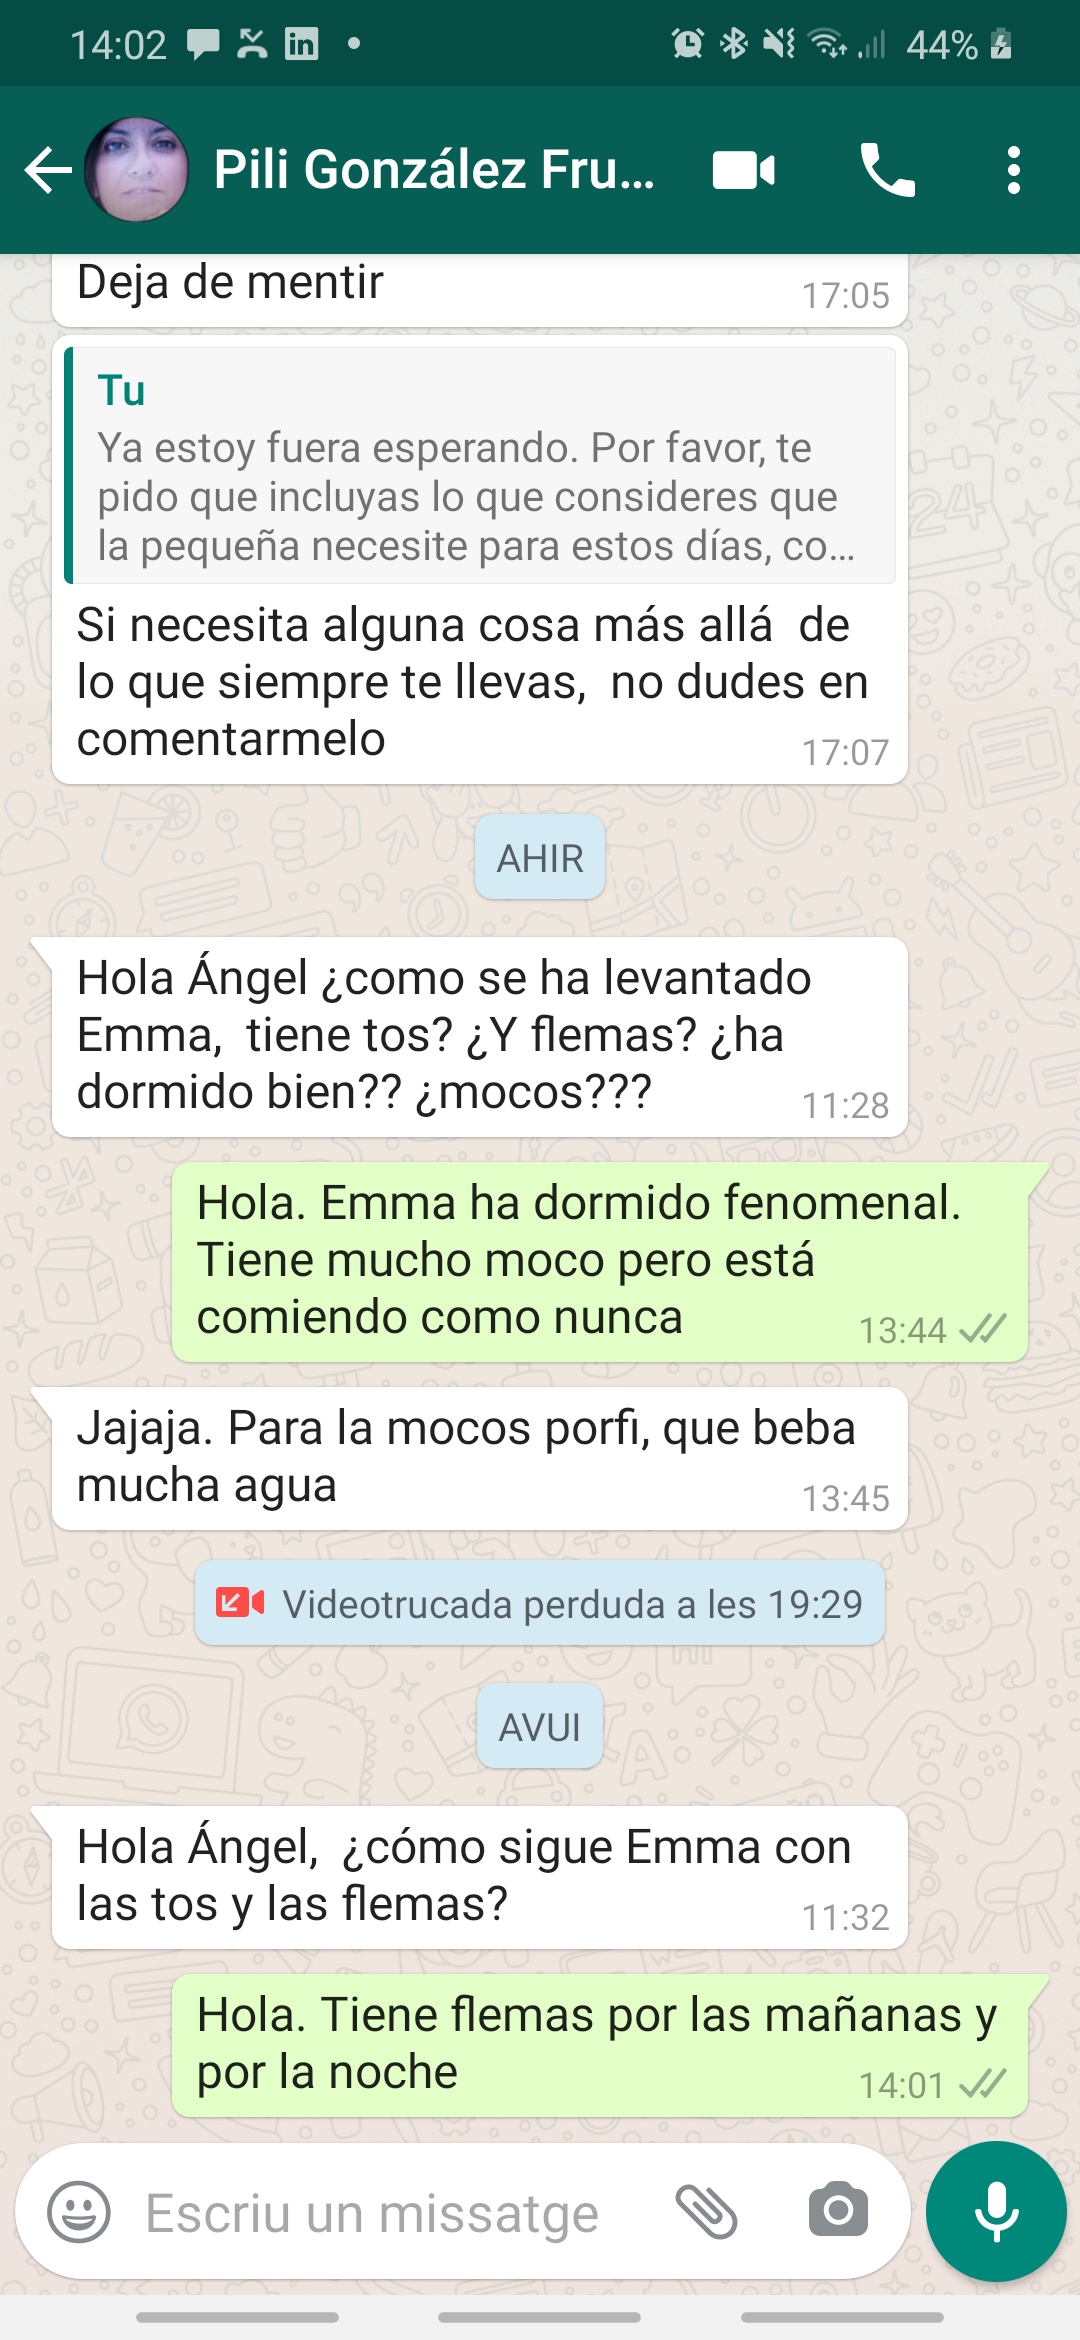 14:02
in
44%
Pili González Fru...
Deja de mentir
17:05
Tu
Ya estoy fuera esperando. Por favor, te
pido que incluyas lo que consideres que
la pequeña necesite para estos días, co...
Si necesita alguna cosa más allá  de
lo que siempre te llevas,  no dudes en
comentarmelo
17:07
AHIR
Hola Ángel ¿como se ha levantado
Emma,  tiene tos? ¿Y flemas? ¿ha
dormido bien?? ¿mocos???
11:28
Hola. Emma ha dormido fenomenal.
Tiene mucho moco pero está
comiendo como nunca
13:44
Jajaja. Para la mocos porfi, que beba
mucha agua
13:45
Videotrucada perduda a les 19:29
AVUI
Hola Ángel,  ¿cómo sigue Emma con
las tos y las flemas?
11:32
Hola. Tiene flemas por las mañanas y
por la noche
14:01
Escriu un missatge